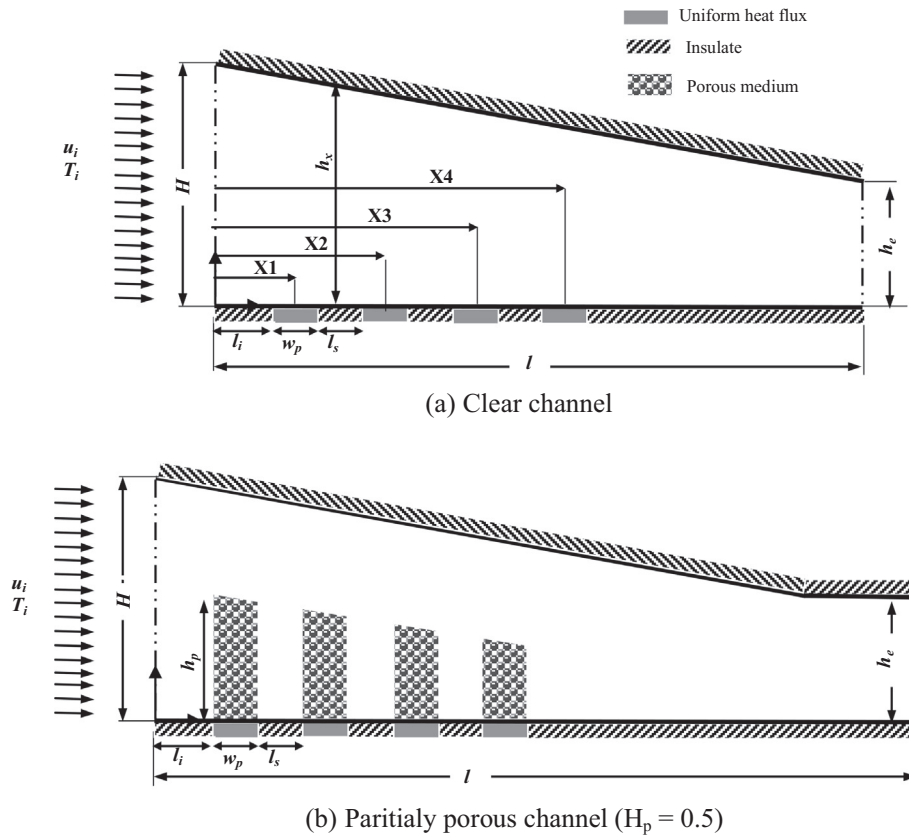 Uniform heat flux
Insulate
Porous medium
u_i
T_i
H
h_x
X4
X3
X2
X1
h_e
l_i
w_p
l_s
l
(a) Clear channel
u_i
T_i
H
h_p
h_e
l_i
w_p
l_s
l
(b) Paritialy porous channel (H_p = 0.5)